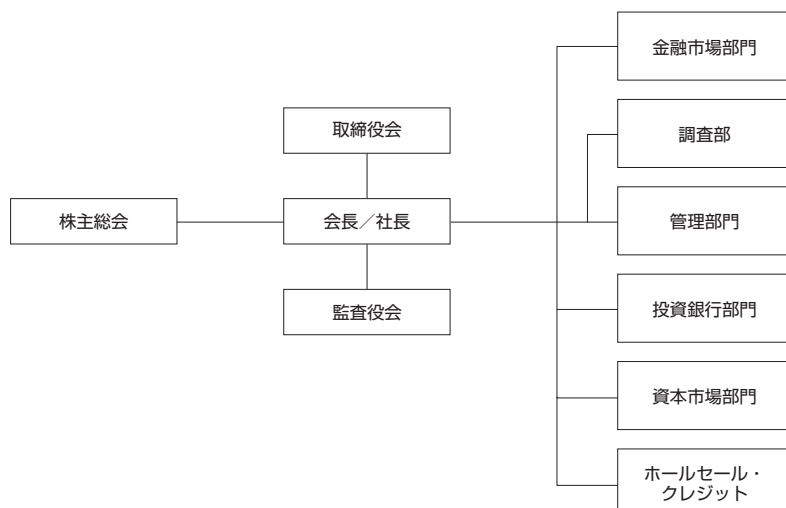 取締役会
株主総会
会長／社長
監査役会
金融市場部門
調査部
管理部門
投資銀行部門
資本市場部門
ホールセール・
クレジット